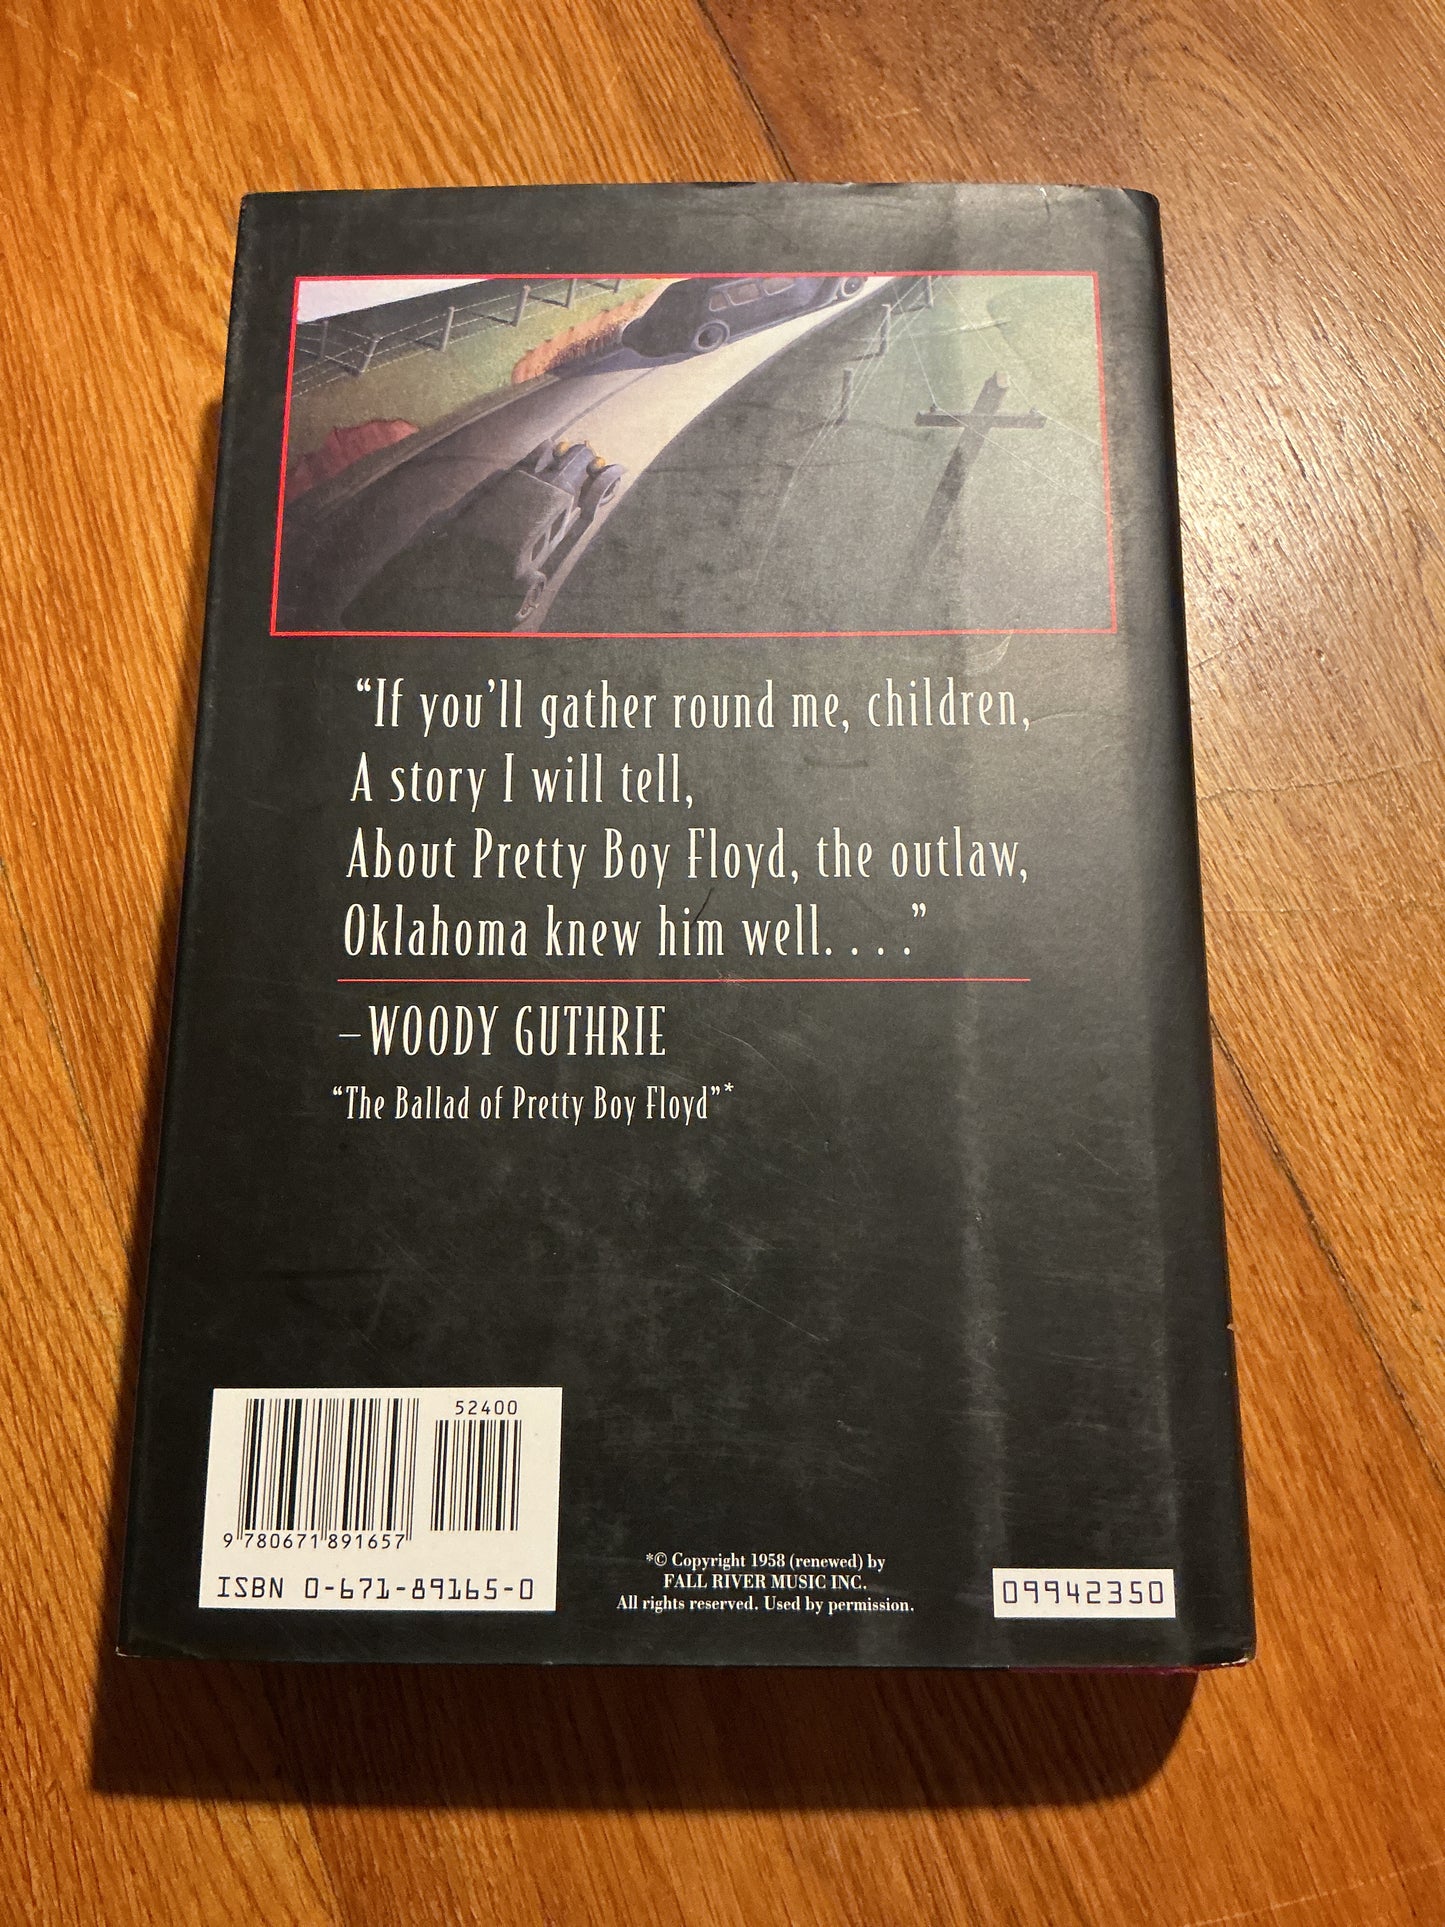 “If you’ll gather round me, children,
A story I will tell,
About Pretty Boy Floyd, the outlaw,
Oklahoma knew him well. . . .”
–WOODY GUTHRIE
“The Ballad of Pretty Boy Floyd”*
52400
9 780671 891657
ISBN 0-671-89165-0
*© Copyright 1958 (renewed) by
FALL RIVER MUSIC INC.
All rights reserved. Used by permission.
09942350